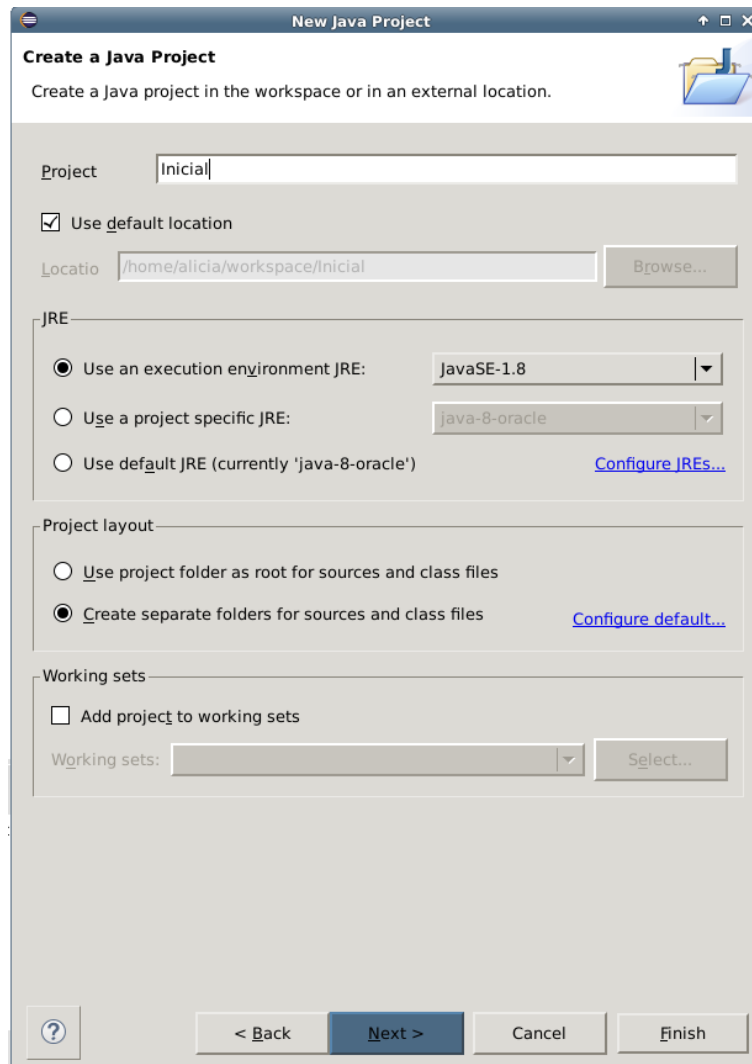 New Java Project
Create a Java Project
Create a Java project in the workspace or in an external location.
Project Inicial
Use default location
Locatio /home/alicia/workspace/Inicial Browse...
JRE
Use an execution environment JRE: JavaSE-1.8
Use a project specific JRE: java-8-oracle
Use default JRE (currently 'java-8-oracle') Configure JREs...
Project layout
Use project folder as root for sources and class files
Create separate folders for sources and class files Configure default...
Working sets
Add project to working sets
Working sets: Select...
? < Back Next > Cancel Finish